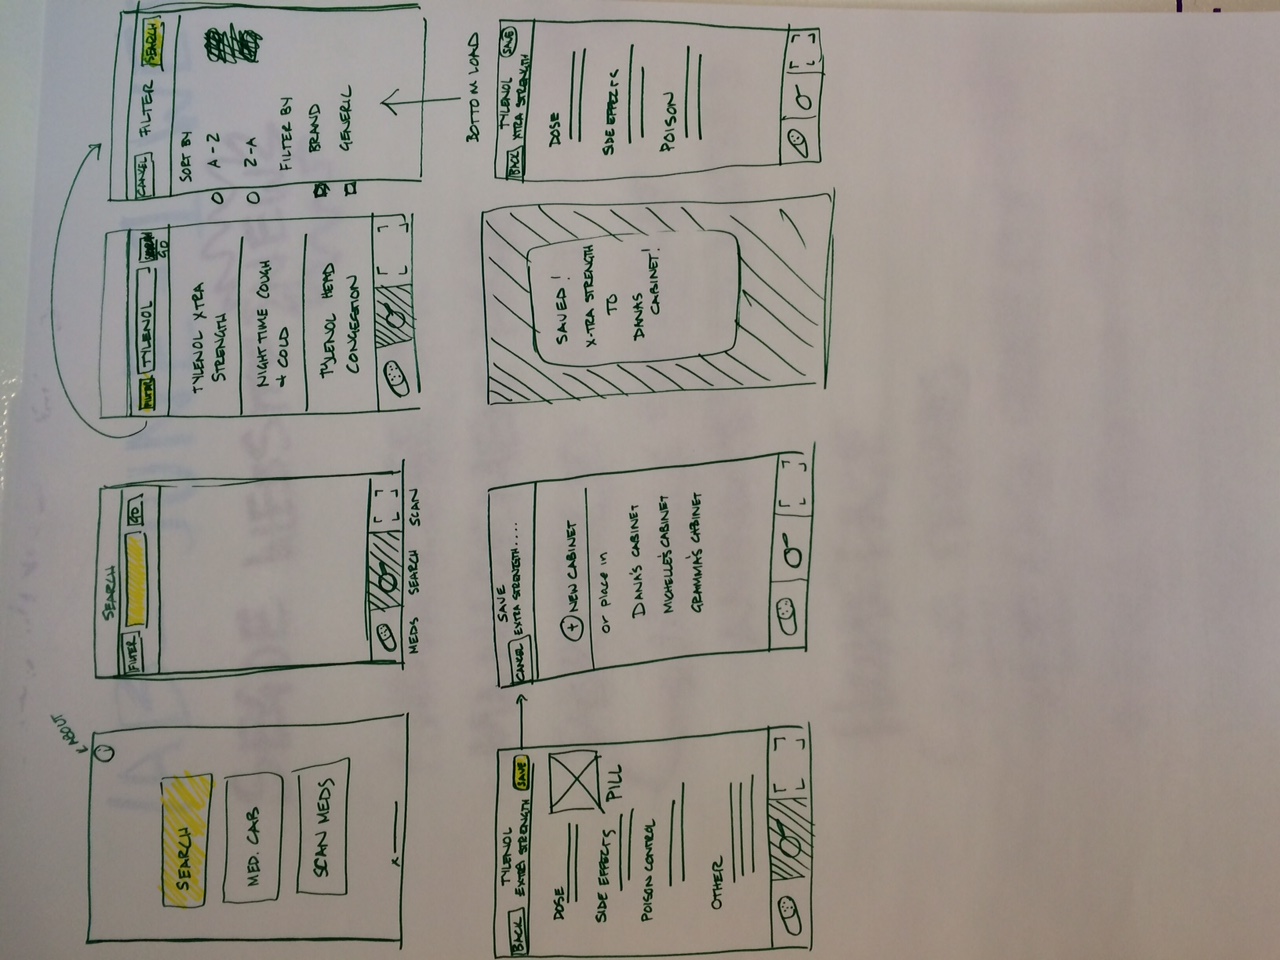 ABOUT
SEARCH
MED. CAB
SCAN MEDS
SEARCH
FILTER
GO
MEDS SEARCH SCAN
FILTER TYLENOL SEARCH
GO
TYLENOL XTRA
STRENGTH
NIGHT TIME COUGH
+ COLD
TYLENOL HEAD
CONGESTION
CANCEL FILTER SEARCH
SORT BY
A-Z
Z-A
FILTER BY
BRAND
GENERIC
BOTTOM LOAD
BACK TYLENOL
EXTRA STRENGTH SAVE
DOSE
SIDE EFFECTS
PILL
POISON CONTROL
OTHER
SAVE
CANCEL EXTRA STRENGTH....
+ NEW CABINET
or place in
DANA'S CABINET
MICHELLE'S CABINET
GRAMMA'S CABINET
SAVED!
X-TRA STRENGTH
TO
DANAS
CABINET!
BACK TYLENOL
XTRA STRENGTH SAVE
DOSE
SIDE EFFECTS
POISON